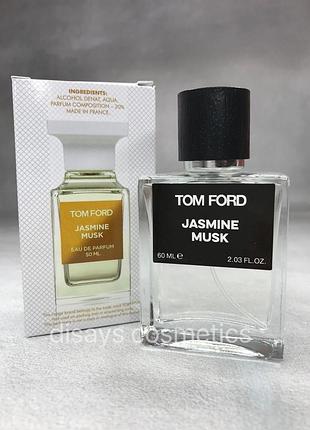 INGREDIENTS:
ALCOHOL DENAT, AQUA,
PARFUM COMPOSITION - 20%
MADE IN FRANCE.
TOM FORD
JASMINE
MUSK
EAU DE PARFUM
50 ML
TOM FORD
JASMINE
MUSK
60 ML e
2.03 FL.OZ.
disays cosmetics